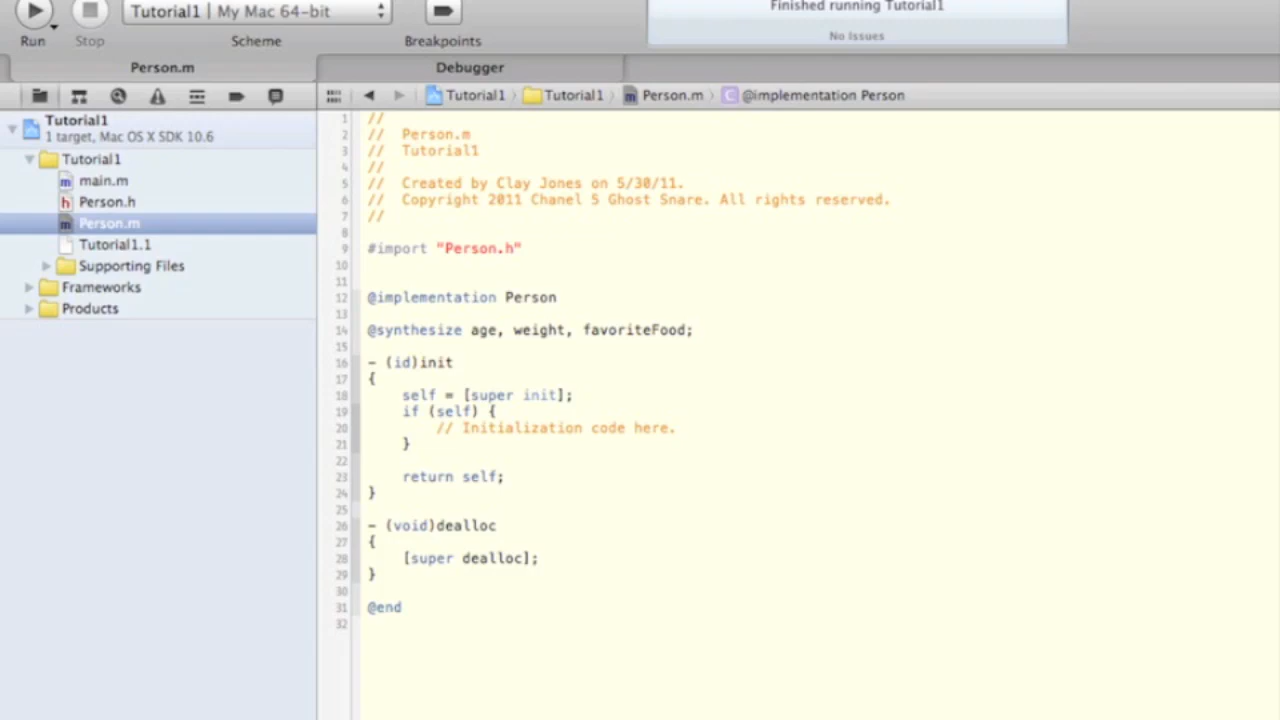 Tutorial1 | My Mac 64-bit
Finished running Tutorial1
No Issues
Run Stop Scheme Breakpoints
Person.m Debugger
Tutorial1 Tutorial1 Person.m C @implementation Person
Tutorial1
1 target, Mac OS X SDK 10.6
Tutorial1
m main.m
h Person.h
m Person.m
Tutorial1.1
Supporting Files
Frameworks
Products
1 //
2 // Person.m
3 // Tutorial1
4 //
5 // Created by Clay Jones on 5/30/11.
6 // Copyright 2011 Chanel 5 Ghost Snare. All rights reserved.
7 //
8
9 #import "Person.h"
10
11
12 @implementation Person
13
14 @synthesize age, weight, favoriteFood;
15
16 - (id)init
17 {
18 self = [super init];
19 if (self) {
20 // Initialization code here.
21 }
22
23 return self;
24 }
25
26 - (void)dealloc
27 {
28 [super dealloc];
29 }
30
31 @end
32